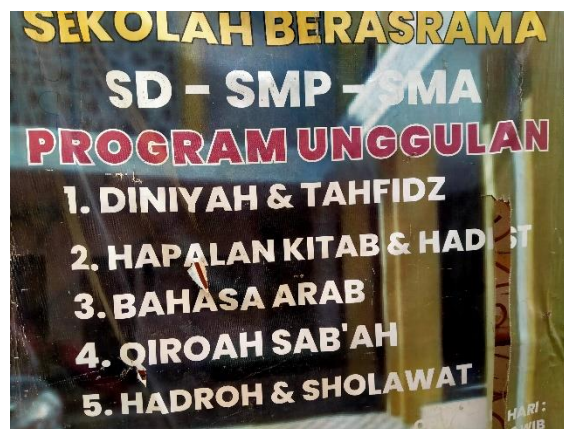 SEKOLAH BERASRAMA
SD - SMP - SMA
PROGRAM UNGGULAN
1. DINIYAH & TAHFIDZ
2. HAPALAN KITAB & HADIST
3. BAHASA ARAB
4. QIROAH SAB'AH
5. HADROH & SHOLAWAT
HARI :
WIB